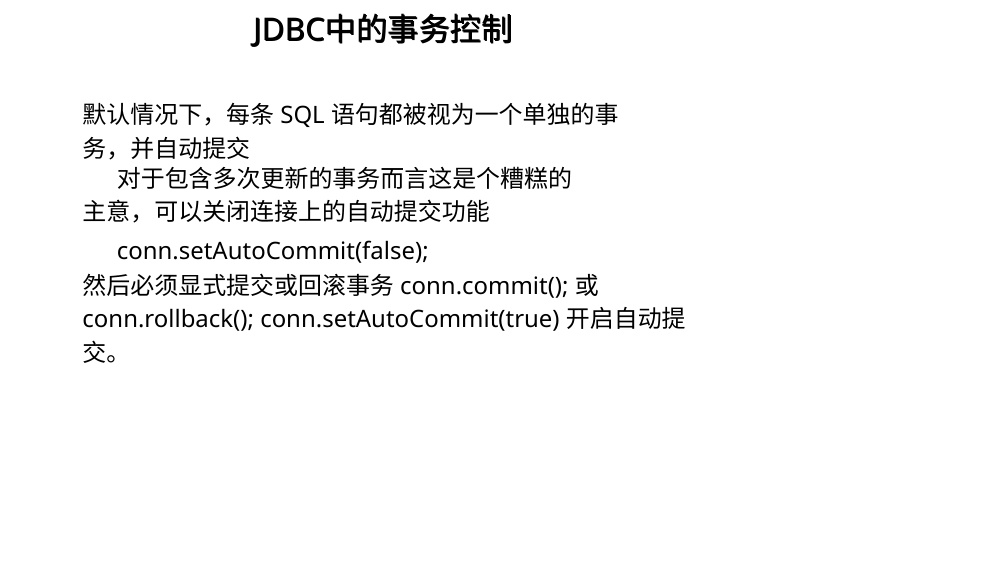 JDBC中的事务控制
默认情况下，每条 SQL 语句都被视为一个单独的事
务，并自动提交
对于包含多次更新的事务而言这是个糟糕的
主意，可以关闭连接上的自动提交功能
conn.setAutoCommit(false);
然后必须显式提交或回滚事务 conn.commit(); 或
conn.rollback(); conn.setAutoCommit(true) 开启自动提
交。